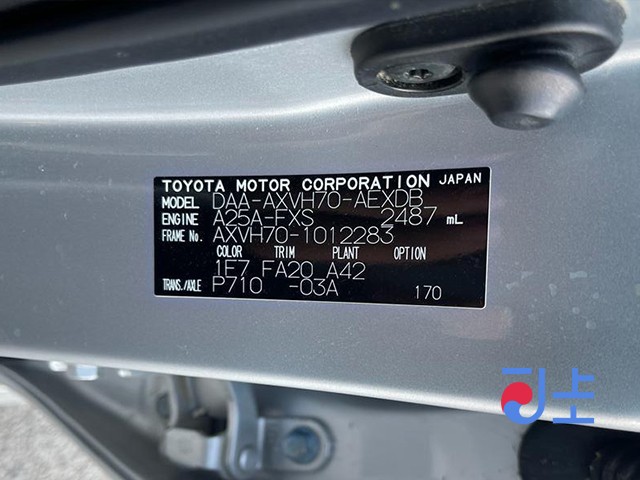 TOYOTA MOTOR CORPORATION JAPAN
MODEL DAA-AXVH70-AEXDB
ENGINE A25A-FXS 2487 mL
FRAME No. AXVH70-1012283
COLOR TRIM PLANT OPTION
1E7 FA20 A42
TRANS./AXLE P710 -03A 170